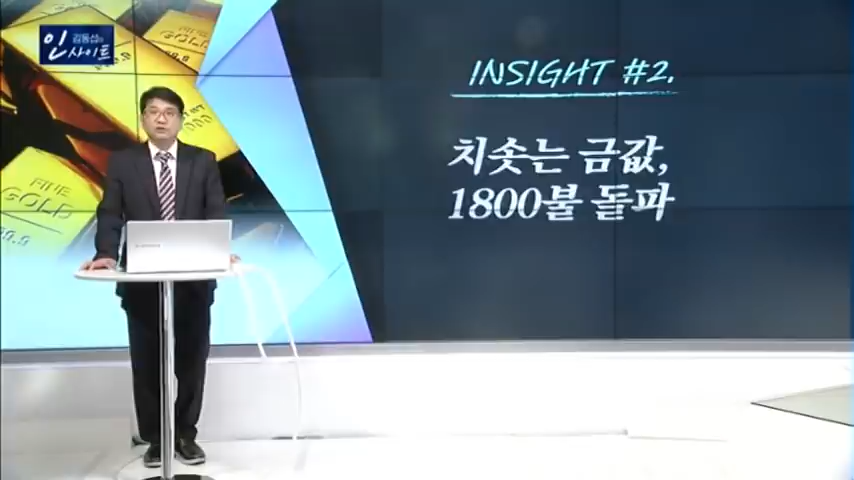 김동섭의
인사이트
INSIGHT #2.
치솟는 금값,
1800불 돌파
FINE
GOLD